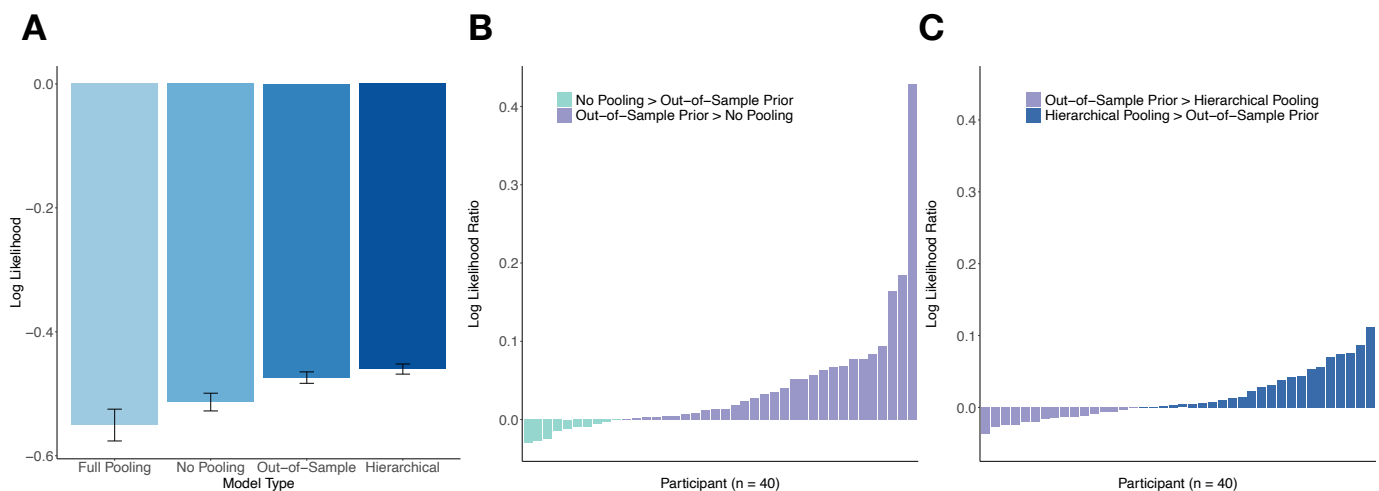 A
0.0
−0.2
−0.4
−0.6
Log Likelihood
Full Pooling
No Pooling
Out−of−Sample
Hierarchical
Model Type
B
No Pooling > Out−of−Sample Prior
Out−of−Sample Prior > No Pooling
0.4
0.3
0.2
0.1
0.0
Log Likelihood Ratio
Participant (n = 40)
C
Out−of−Sample Prior > Hierarchical Pooling
Hierarchical Pooling > Out−of−Sample Prior
0.4
0.3
0.2
0.1
0.0
Log Likelihood Ratio
Participant (n = 40)